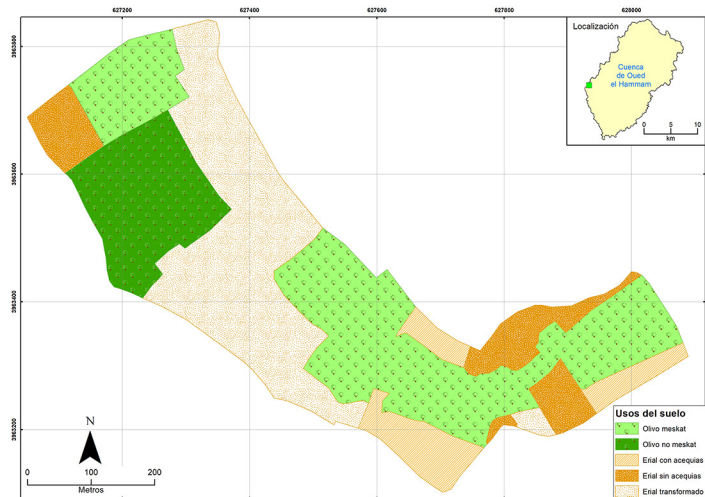 627200
627400
627600
627800
628000
3963800
3963600
3963400
3963200
Localización
Cuenca
de Oued
el Hammam
0 5 10
km
N
0 100 200
Metros
Usos del suelo
Olivo meskat
Olivo no meskat
Erial con acequias
Erial sin acequias
Erial transformado